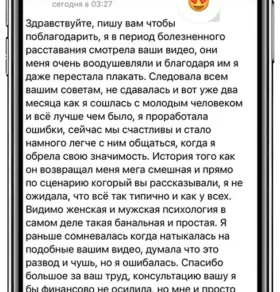 сегодня в 03:27
Здравствуйте, пишу вам чтобы
поблагодарить, я в период болезненного
расставания смотрела ваши видео, они
меня очень воодушевляли и благодаря им я
даже перестала плакать. Следовала всем
вашим советам, не сдавалась и вот уже два
месяца как я сошлась с молодым человеком
и всё лучше чем было, я проработала
ошибки, сейчас мы счастливы и стало
намного легче с ним общаться, когда я
обрела свою значимость. История того как
он возвращал меня мега смешная и прямо
по сценарию который вы рассказывали, я не
ожидала, что всё так типично и как у всех.
Видимо женская и мужская психология в
самом деле такая банальная и простая. Я
раньше сомневалась когда натыкалась на
подобные вашим видео, думала что это
развод и чушь, но я ошибалась. Спасибо
большое за ваш труд, консультацию вашу я
бы финансово не осилила, но мне и просто